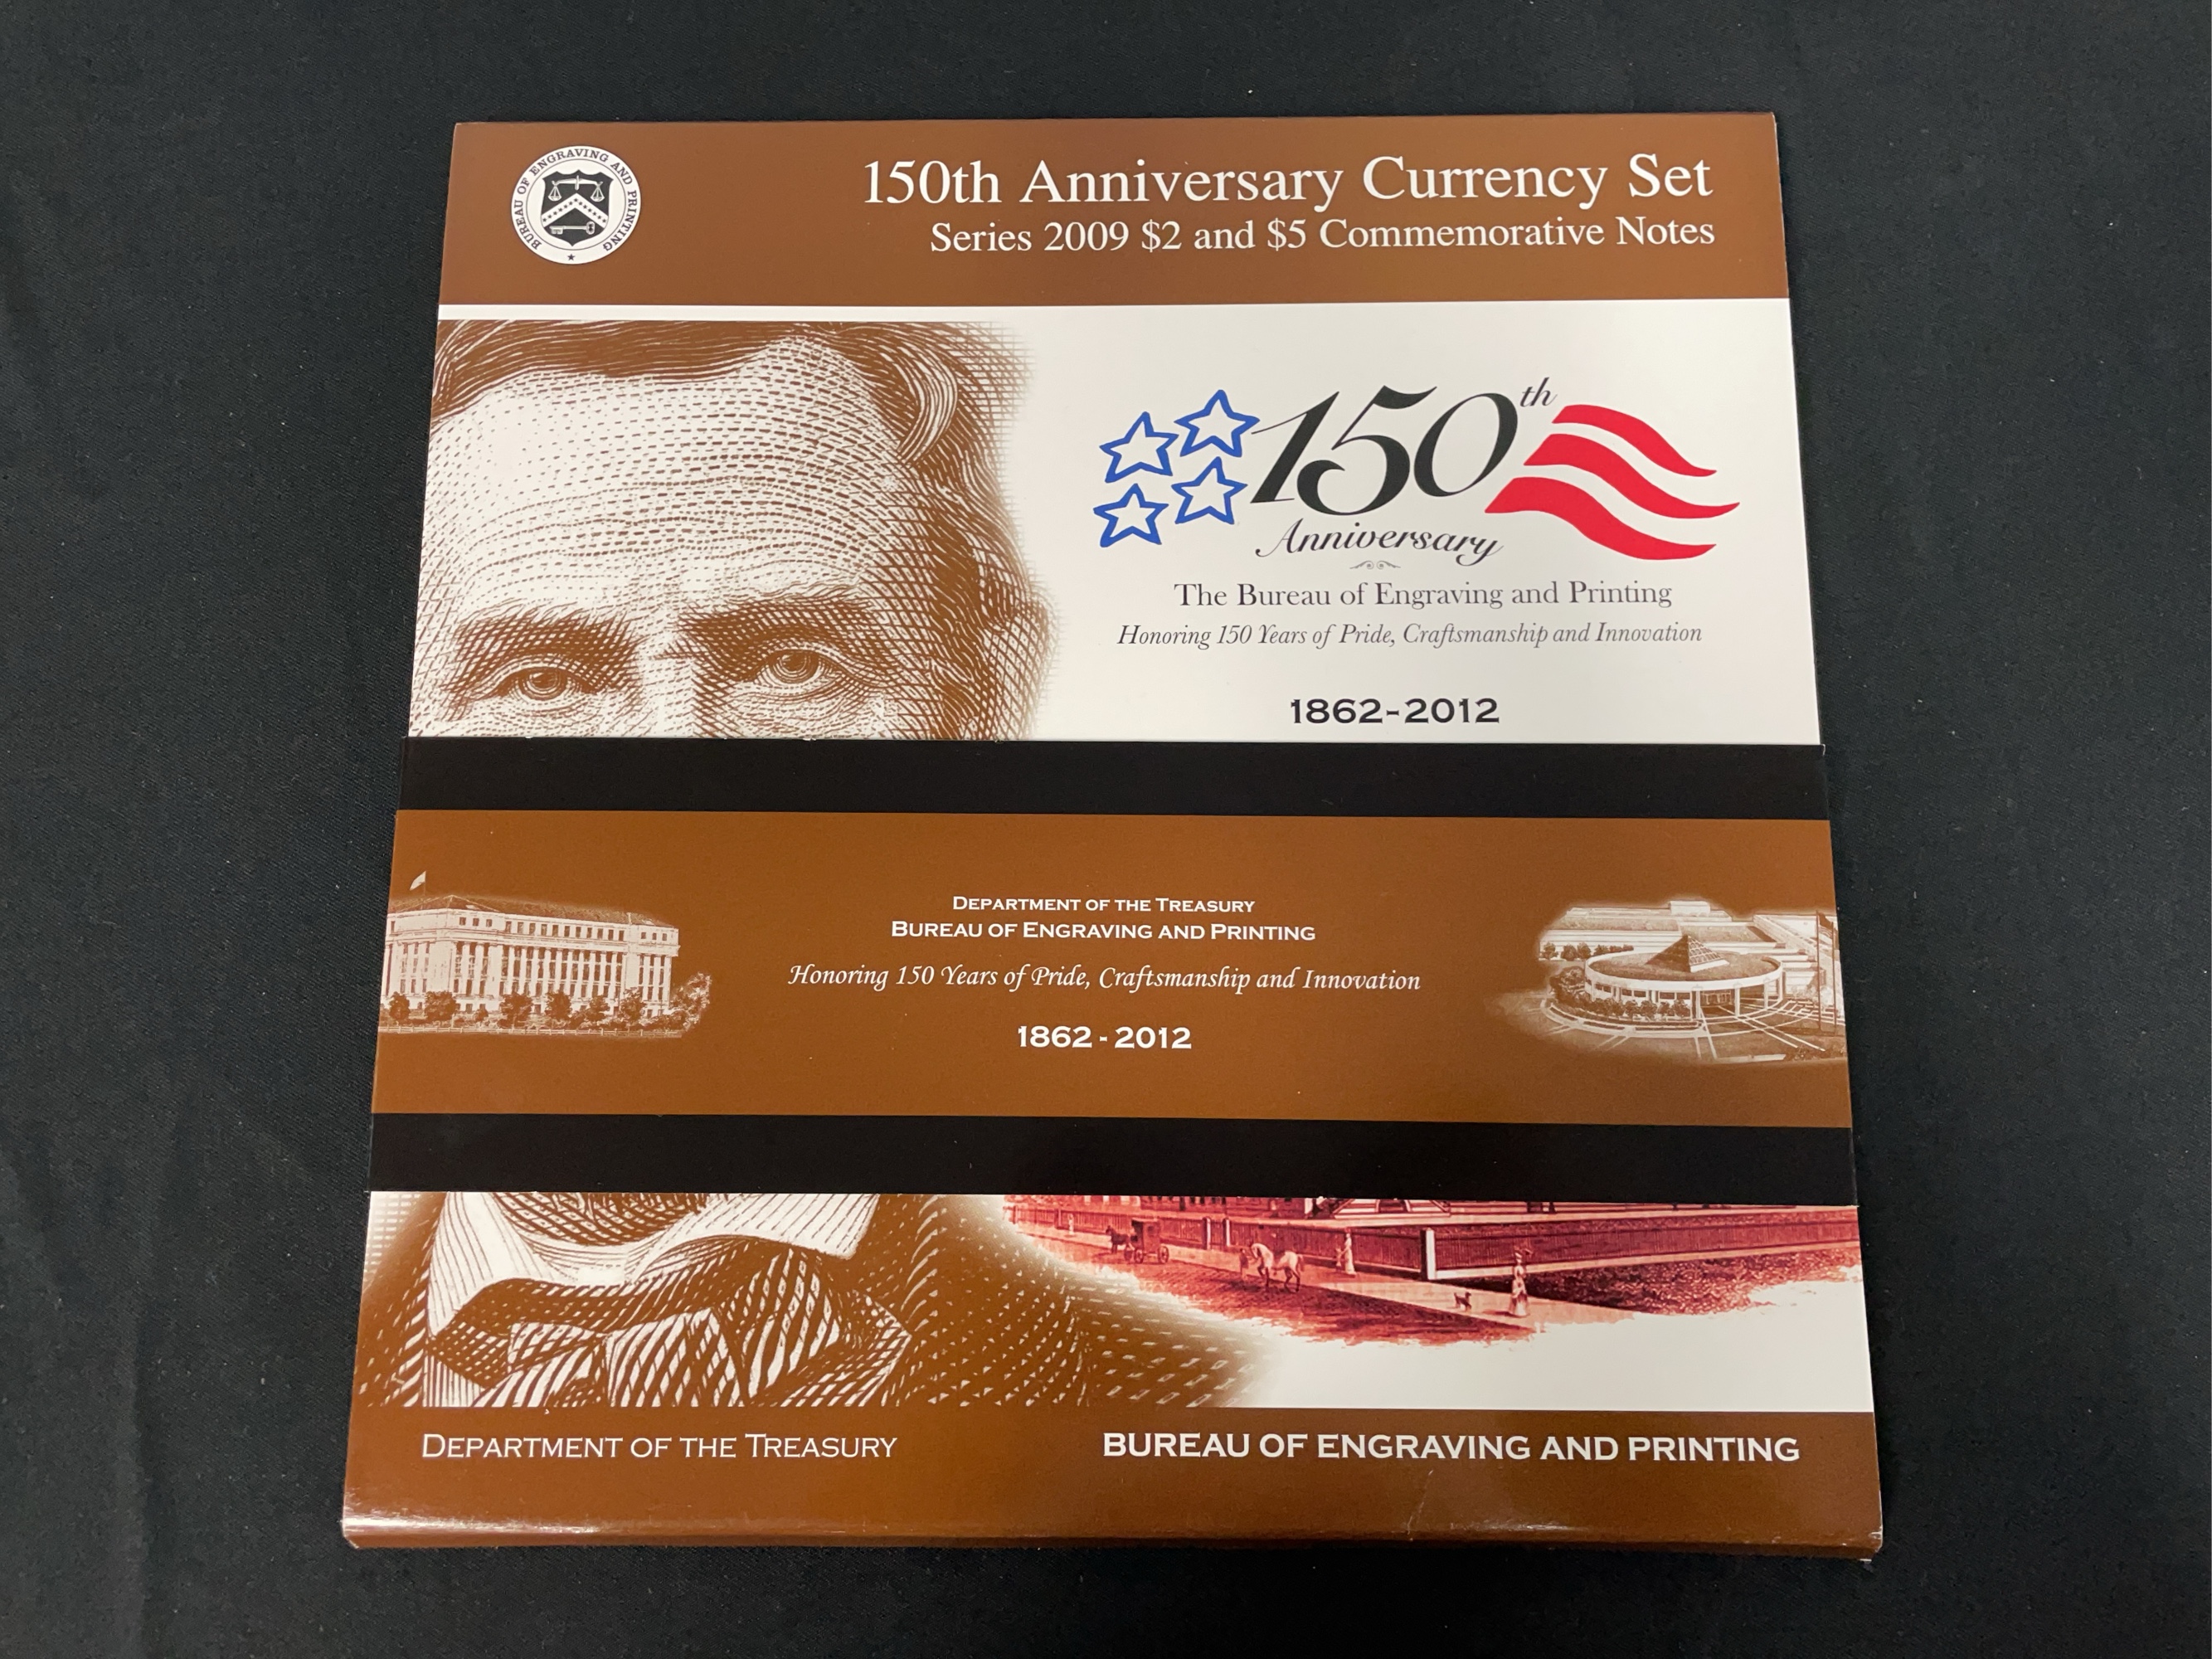 BUREAU OF ENGRAVING AND PRINTING
150th Anniversary Currency Set
Series 2009 $2 and $5 Commemorative Notes
150th
Anniversary
The Bureau of Engraving and Printing
Honoring 150 Years of Pride, Craftsmanship and Innovation
1862-2012
DEPARTMENT OF THE TREASURY
BUREAU OF ENGRAVING AND PRINTING
Honoring 150 Years of Pride, Craftsmanship and Innovation
1862 - 2012
DEPARTMENT OF THE TREASURY
BUREAU OF ENGRAVING AND PRINTING